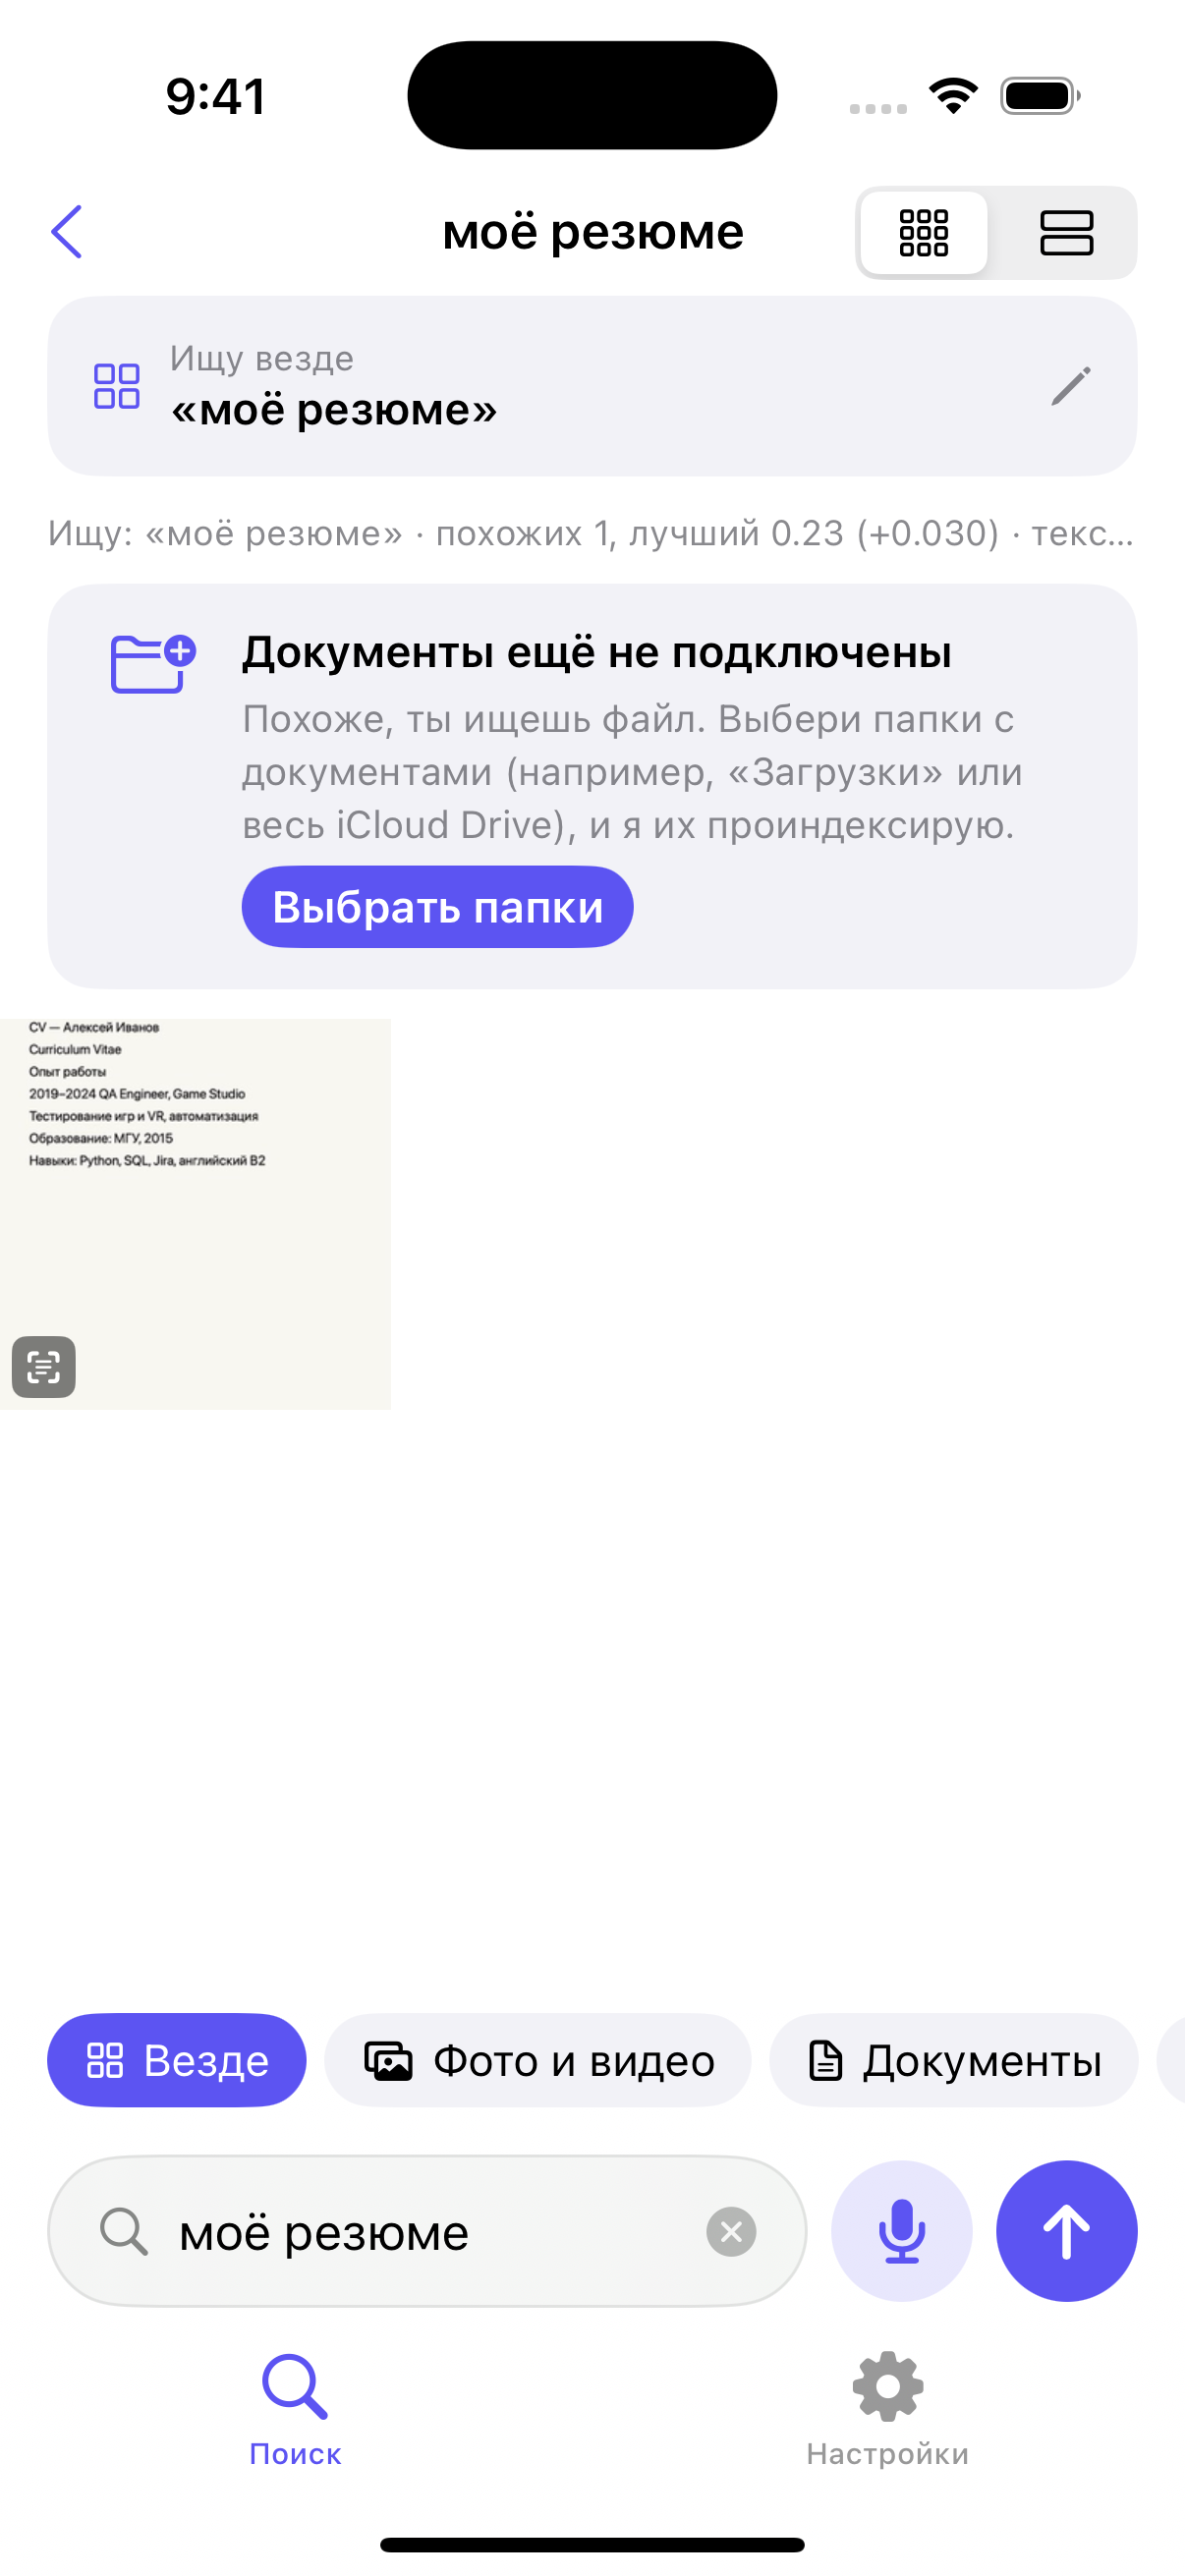 9:41
моё резюме
Ищу везде
«моё резюме»
Ищу: «моё резюме» · похожих 1, лучший 0.23 (+0.030) · текс...
Документы ещё не подключены
Похоже, ты ищешь файл. Выбери папки с
документами (например, «Загрузки» или
весь iCloud Drive), и я их проиндексирую.
Выбрать папки
CV — Алексей Иванов
Curriculum Vitae
Опыт работы
2019–2024 QA Engineer, Game Studio
Тестирование игр и VR, автоматизация
Образование: МГУ, 2015
Навыки: Python, SQL, Jira, английский B2
Везде
Фото и видео
Документы
моё резюме
Поиск
Настройки